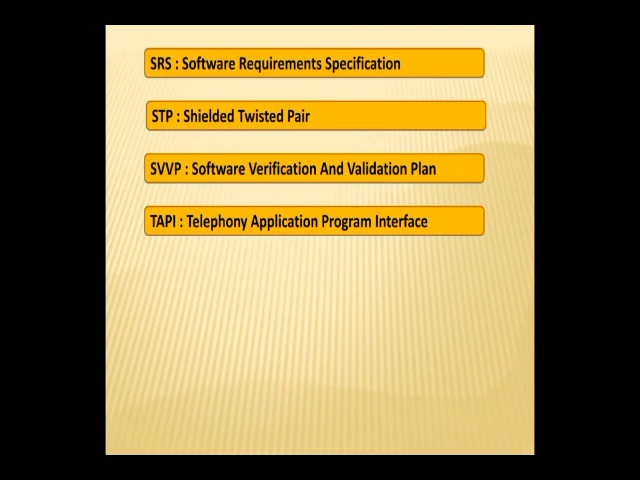 SRS : Software Requirements Specification
STP : Shielded Twisted Pair
SVVP : Software Verification And Validation Plan
TAPI : Telephony Application Program Interface